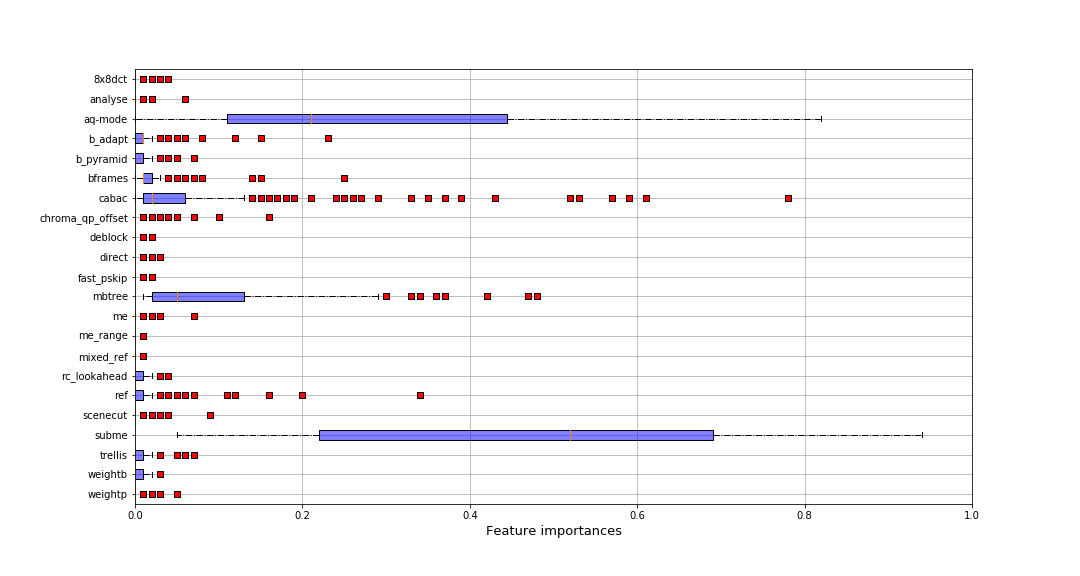 8x8dct
analyse
aq-mode
b_adapt
b_pyramid
bframes
cabac
chroma_qp_offset
deblock
direct
fast_pskip
mbtree
me
me_range
mixed_ref
rc_lookahead
ref
scenecut
subme
trellis
weightb
weightp
0.0 0.2 0.4 0.6 0.8 1.0
Feature importances